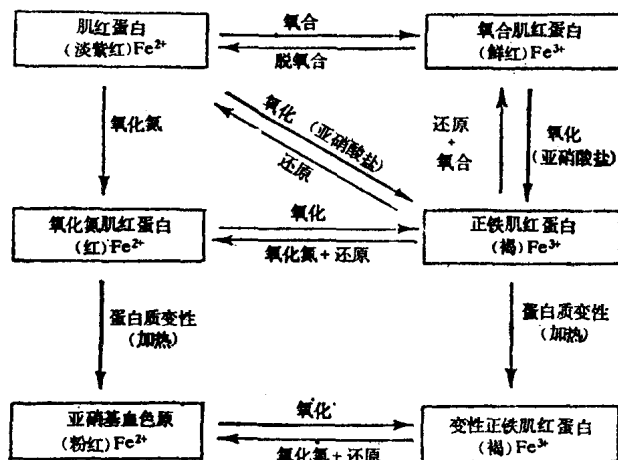 肌红蛋白
(淡紫红)Fe²⁺
氧合
脱氧合
氧合肌红蛋白
(鲜红)Fe³⁺
氧化氮
氧化(亚硝酸盐)
还原
还原
+
氧合
氧化
(亚硝酸盐)
氧化氮肌红蛋白
(红)Fe²⁺
氧化
氧化氮+还原
正铁肌红蛋白
(褐)Fe³⁺
蛋白质变性
(加热)
蛋白质变性
(加热)
亚硝基血色原
(粉红)Fe²⁺
氧化
氧化氮+还原
变性正铁肌红蛋白
(褐)Fe³⁺